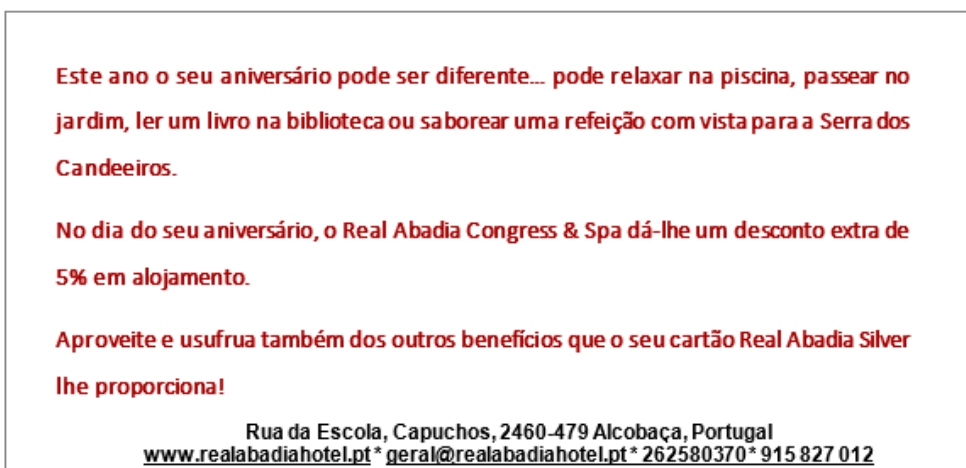 Este ano o seu aniversário pode ser diferente... pode relaxar na piscina, passear no
jardim, ler um livro na biblioteca ou saborear uma refeição com vista para a Serra dos
Candeeiros.
No dia do seu aniversário, o Real Abadia Congress & Spa dá-lhe um desconto extra de
5% em alojamento.
Aproveite e usufrua também dos outros benefícios que o seu cartão Real Abadia Silver
lhe proporciona!
Rua da Escola, Capuchos, 2460-479 Alcobaça, Portugal
www.realabadiahotel.pt * geral@realabadiahotel.pt * 262580370 * 915 827 012